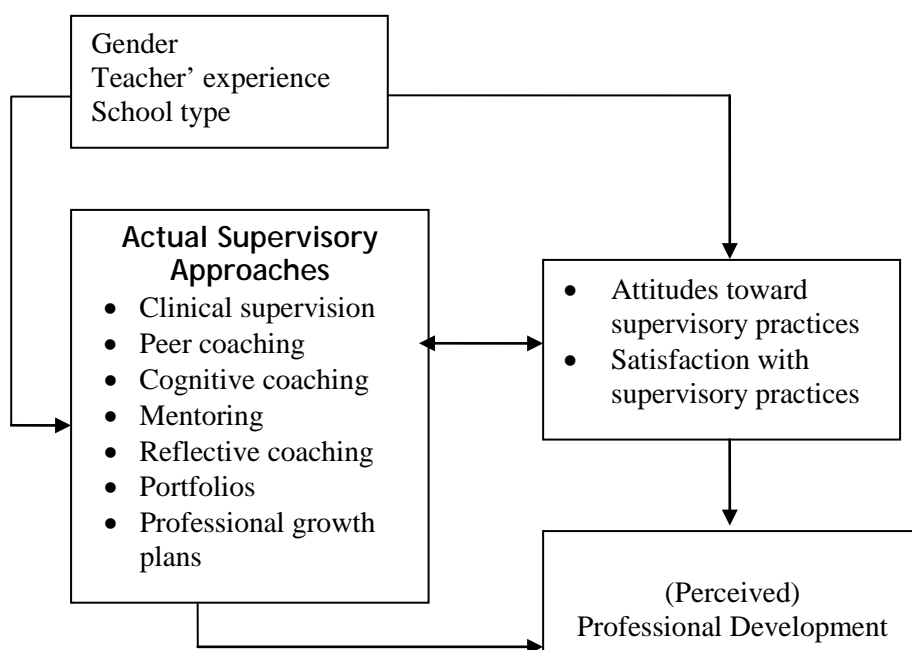 Gender
Teacher’ experience
School type
Actual Supervisory
Approaches
• Clinical supervision
• Peer coaching
• Cognitive coaching
• Mentoring
• Reflective coaching
• Portfolios
• Professional growth
plans
• Attitudes toward
supervisory practices
• Satisfaction with
supervisory practices
(Perceived)
Professional Development